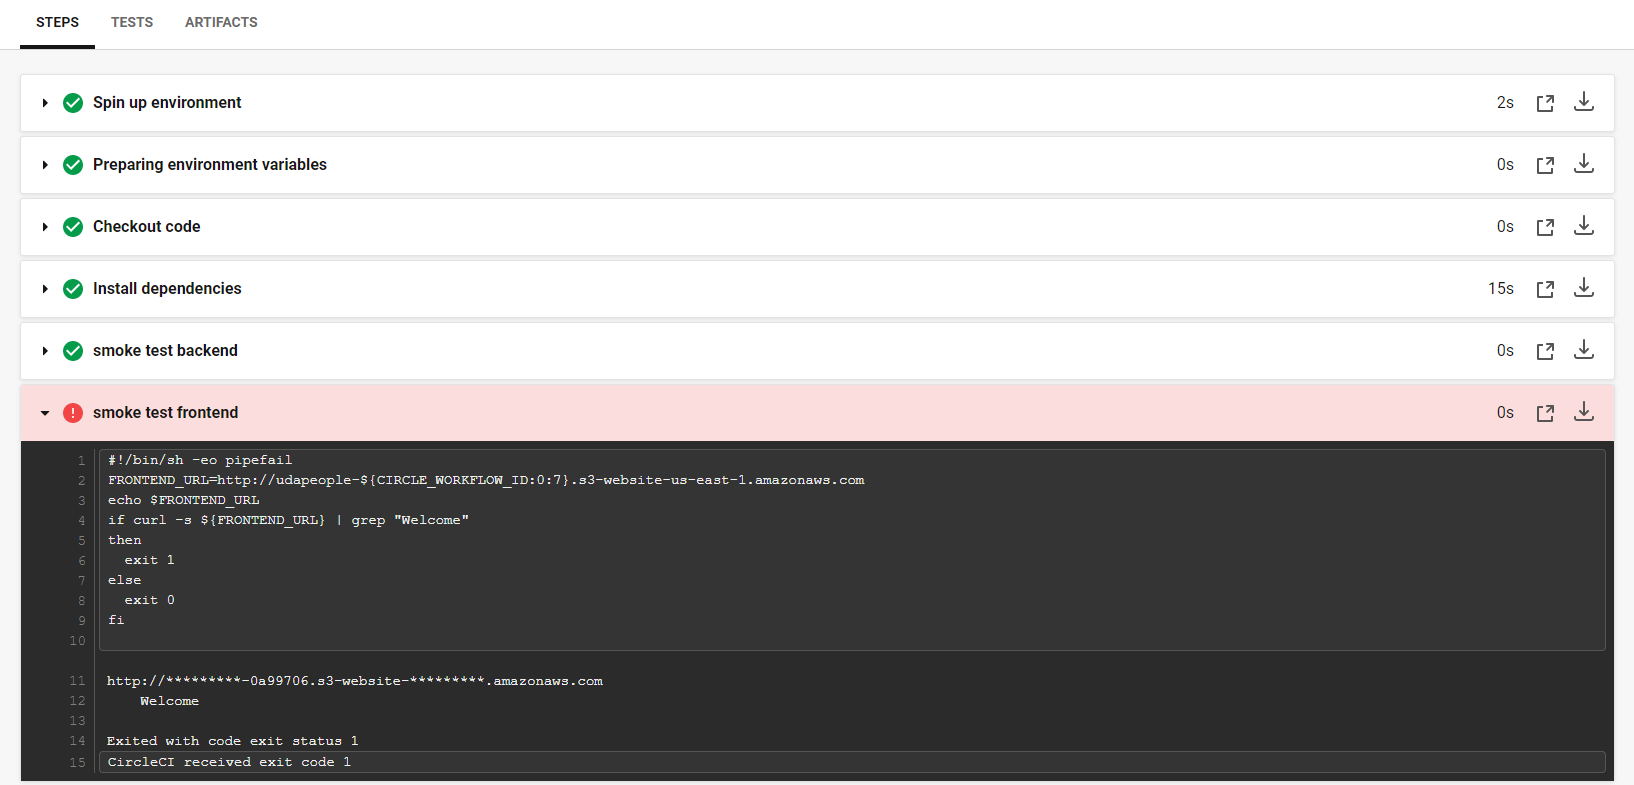 STEPS TESTS ARTIFACTS
Spin up environment 2s
Preparing environment variables 0s
Checkout code 0s
Install dependencies 15s
smoke test backend 0s
smoke test frontend 0s
1 #!/bin/sh -eo pipefail
2 FRONTEND_URL=http://udapeople-${CIRCLE_WORKFLOW_ID:0:7}.s3-website-us-east-1.amazonaws.com
3 echo $FRONTEND_URL
4 if curl -s ${FRONTEND_URL} | grep "Welcome"
5 then
6   exit 1
7 else
8   exit 0
9 fi
10
11 http://*********-0a99706.s3-website-*********.amazonaws.com
12     Welcome
13
14 Exited with code exit status 1
15 CircleCI received exit code 1